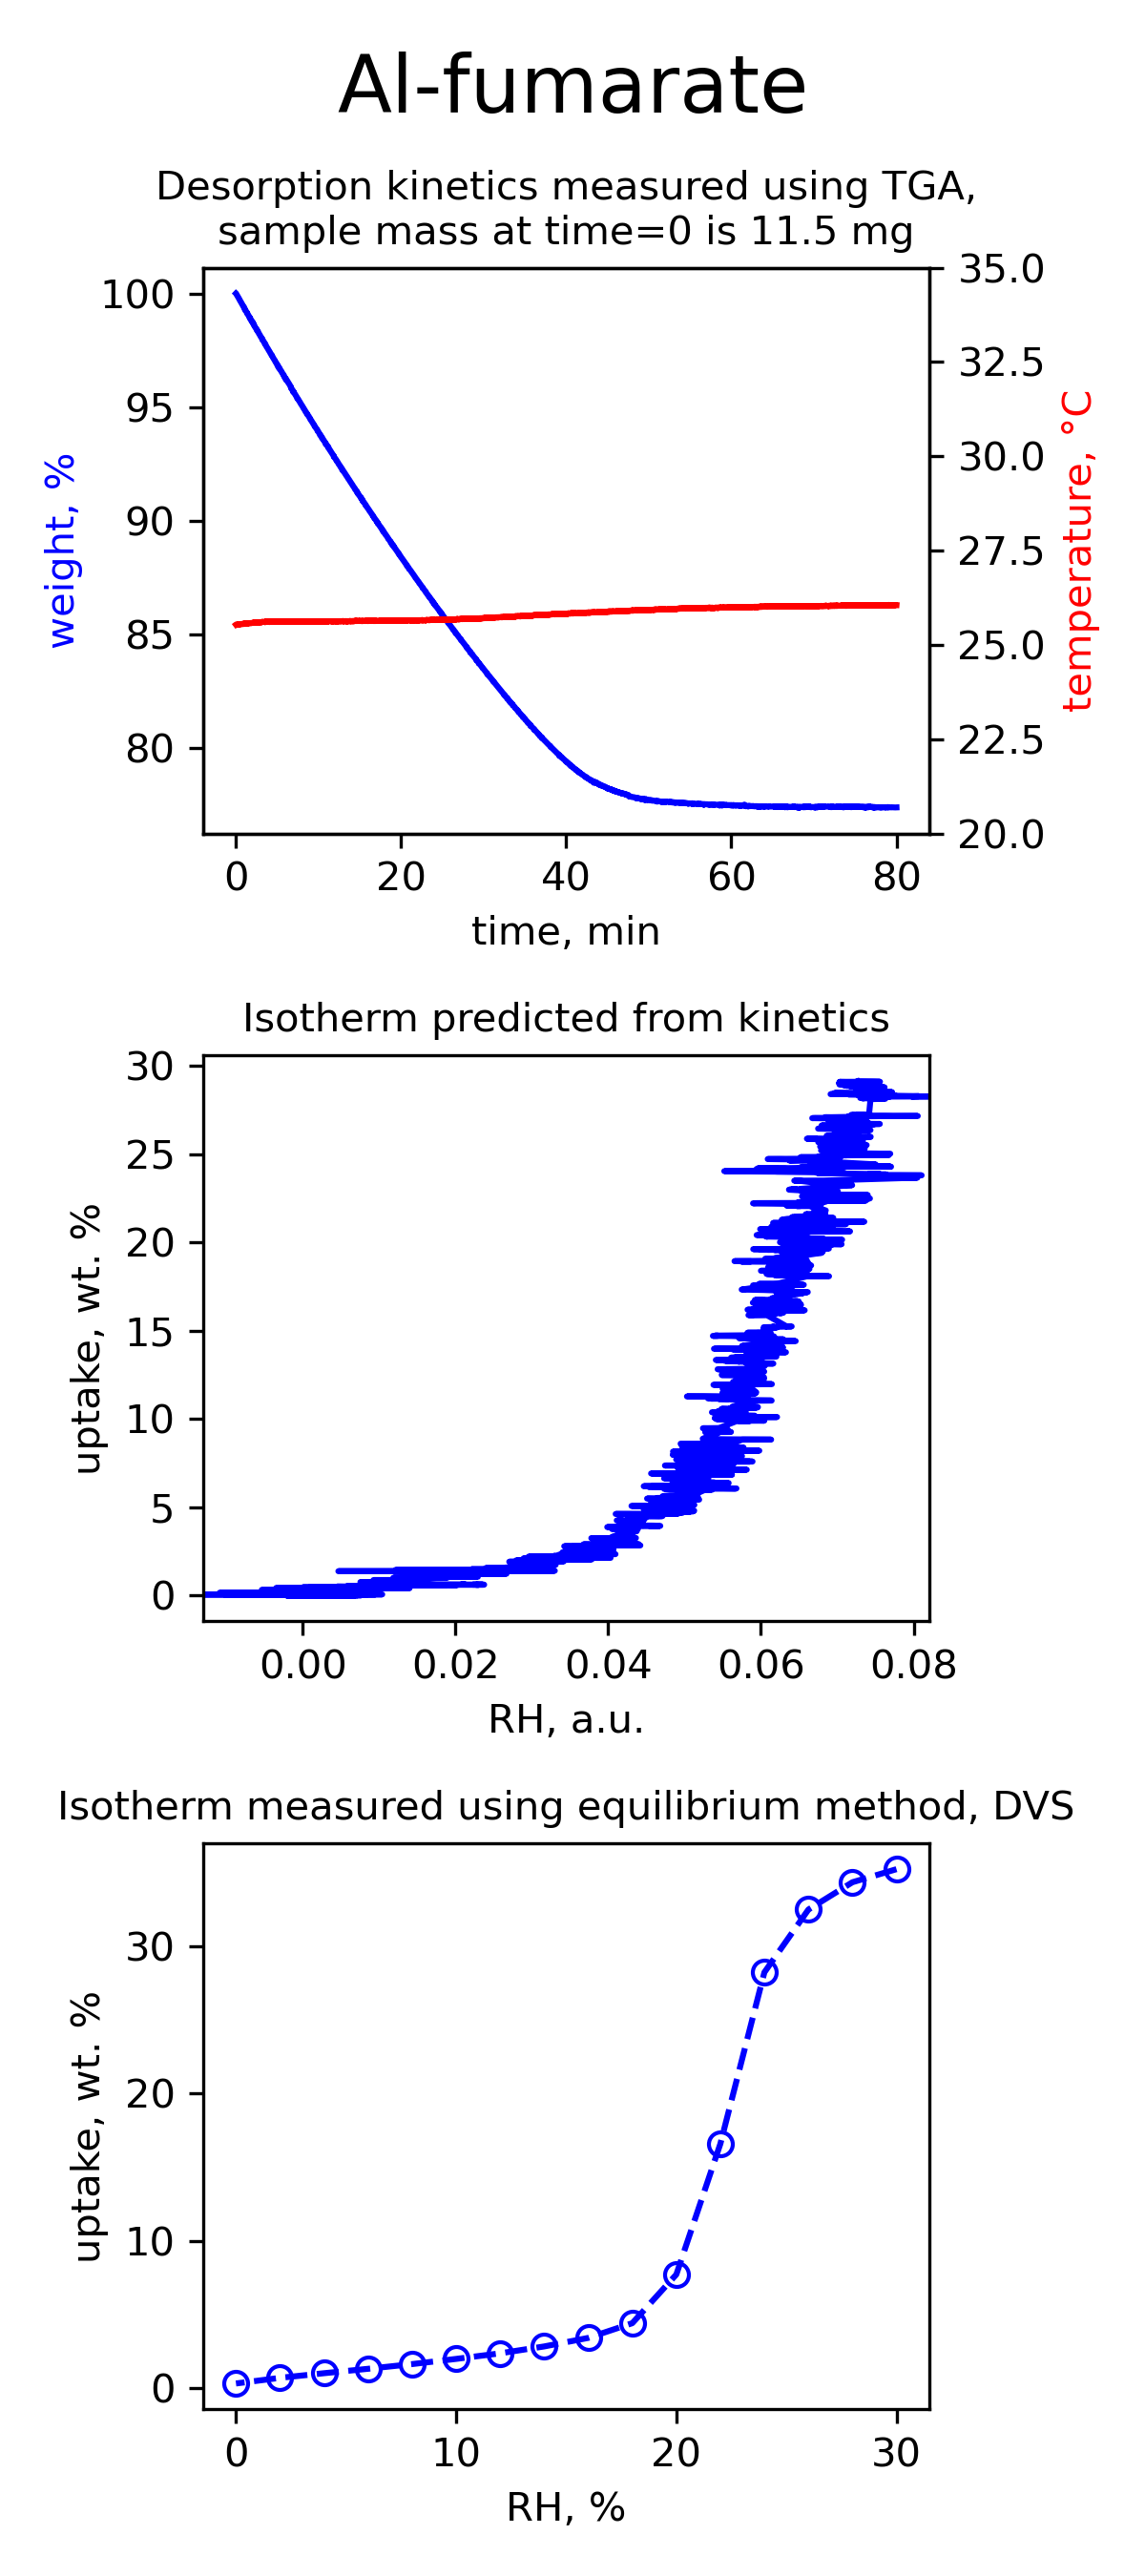 Al-fumarate
Desorption kinetics measured using TGA,
sample mass at time=0 is 11.5 mg
100
95
90
85
80
weight, %
35.0
32.5
30.0
27.5
25.0
22.5
20.0
temperature, °C
0 20 40 60 80
time, min
Isotherm predicted from kinetics
30
25
20
15
10
5
0
uptake, wt. %
0.00 0.02 0.04 0.06 0.08
RH, a.u.
Isotherm measured using equilibrium method, DVS
30
20
10
0
uptake, wt. %
0 10 20 30
RH, %